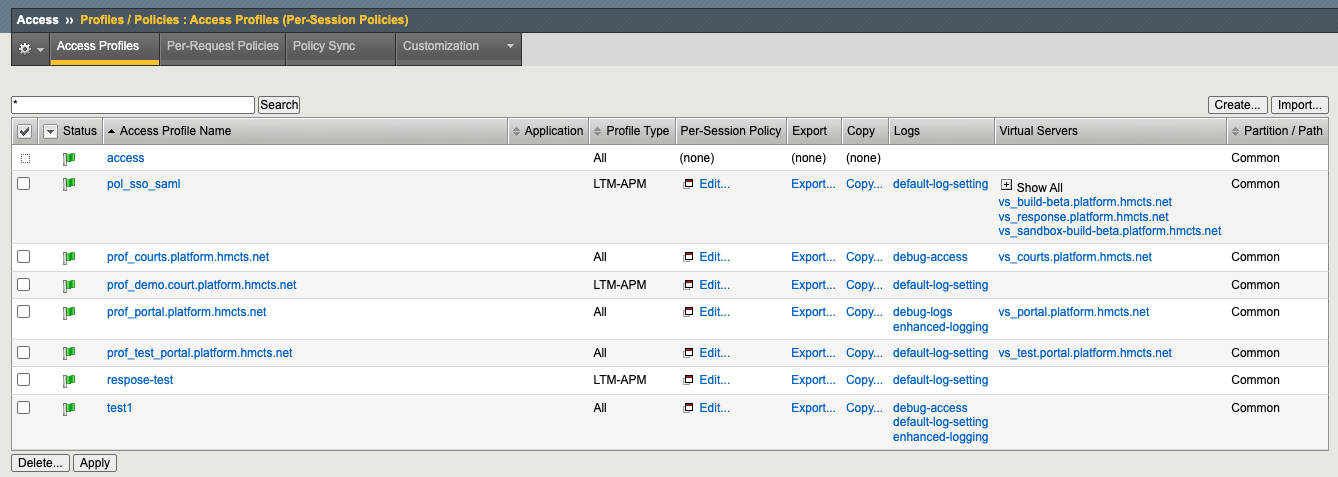 Access ›› Profiles / Policies : Access Profiles (Per-Session Policies)
Access Profiles Per-Request Policies Policy Sync Customization
* Search Create... Import...
Status Access Profile Name Application Profile Type Per-Session Policy Export Copy Logs Virtual Servers Partition / Path
access All (none) (none) (none) Common
pol_sso_saml LTM-APM Edit... Export... Copy... default-log-setting Show All Common
vs_build-beta.platform.hmcts.net
vs_response.platform.hmcts.net
vs_sandbox-build-beta.platform.hmcts.net
prof_courts.platform.hmcts.net All Edit... Export... Copy... debug-access vs_courts.platform.hmcts.net Common
prof_demo.court.platform.hmcts.net LTM-APM Edit... Export... Copy... default-log-setting Common
prof_portal.platform.hmcts.net All Edit... Export... Copy... debug-logs vs_portal.platform.hmcts.net Common
enhanced-logging
prof_test_portal.platform.hmcts.net All Edit... Export... Copy... default-log-setting vs_test.portal.platform.hmcts.net Common
respose-test LTM-APM Edit... Export... Copy... default-log-setting Common
test1 All Edit... Export... Copy... debug-access Common
default-log-setting
enhanced-logging
Delete... Apply